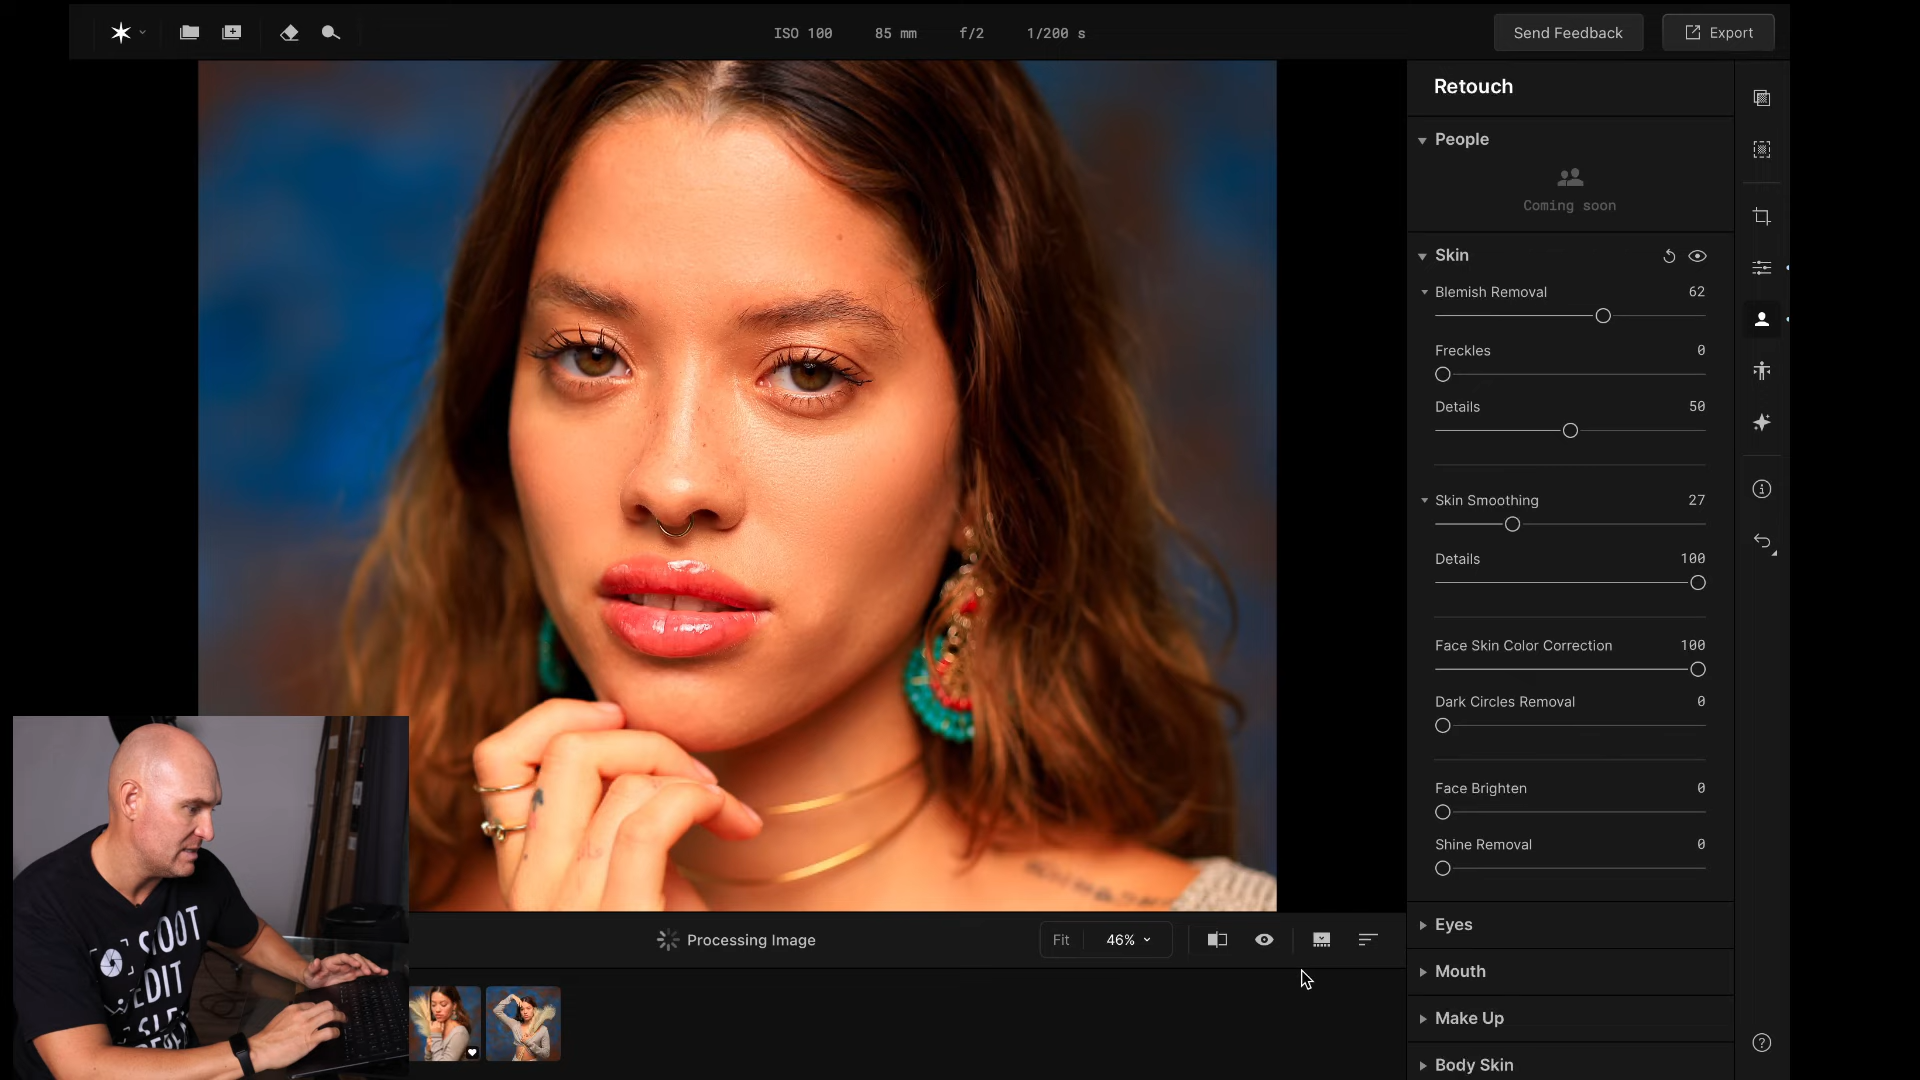 ISO 100 85 mm f/2 1/200 s
Send Feedback
Export
Retouch
People
Coming soon
Skin
Blemish Removal 62
Freckles 0
Details 50
Skin Smoothing 27
Details 100
Face Skin Color Correction 100
Dark Circles Removal 0
Face Brighten 0
Shine Removal 0
Eyes
Mouth
Make Up
Body Skin
Processing Image
Fit 46%
SHOOT
EDIT